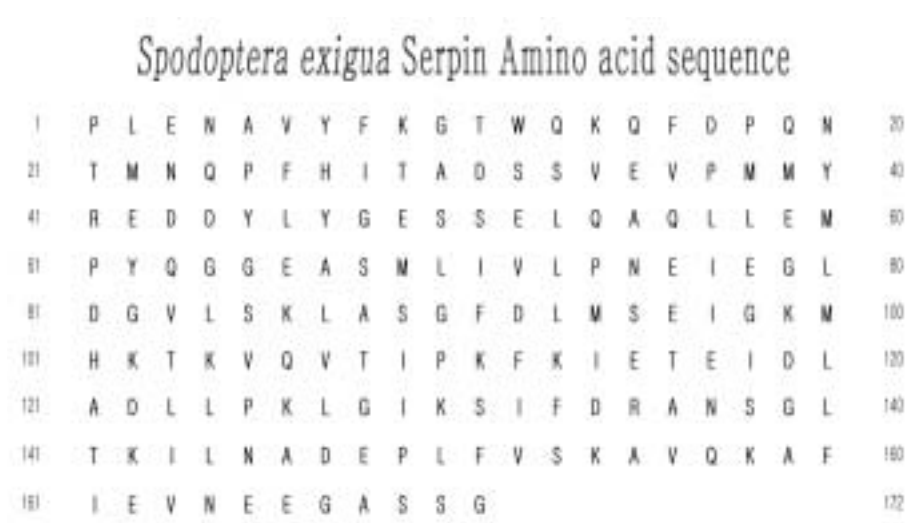 Spodoptera exigua Serpin Amino acid sequence
1 P L E N A V Y F K G T W Q K Q F D P Q N 20
21 T M N Q P F H I T A D S S V E V P M M Y 40
41 R E D D Y L Y G E S S E L Q A Q L L E M 60
61 P Y Q G G E A S M L I V L P N E I E G L 80
81 D G V L S K L A S G F D L M S E I G K M 100
101 H K T K V Q V T I P K F K I E T E I D L 120
121 A D L L P K L G I K S I F D R A N S G L 140
141 T K I L N A D E P L F V S K A V Q K A F 160
161 I E V N E E G A S S G 172